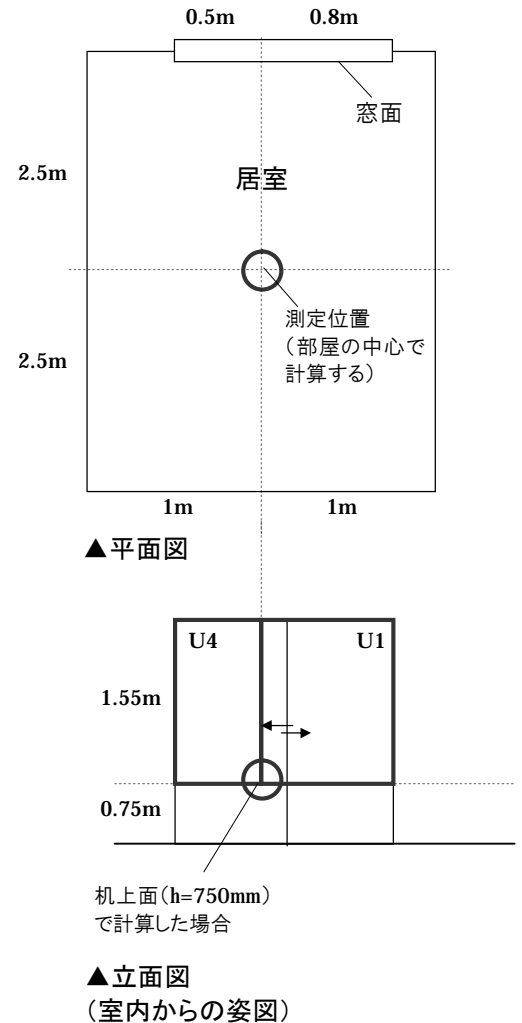 0.5m 0.8m
窓面
2.5m
居室
測定位置
（部屋の中心で
計算する）
2.5m
1m 1m
▲平面図
U4 U1
1.55m
0.75m
机上面（h=750mm）
で計算した場合
▲立面図
（室内からの姿図）